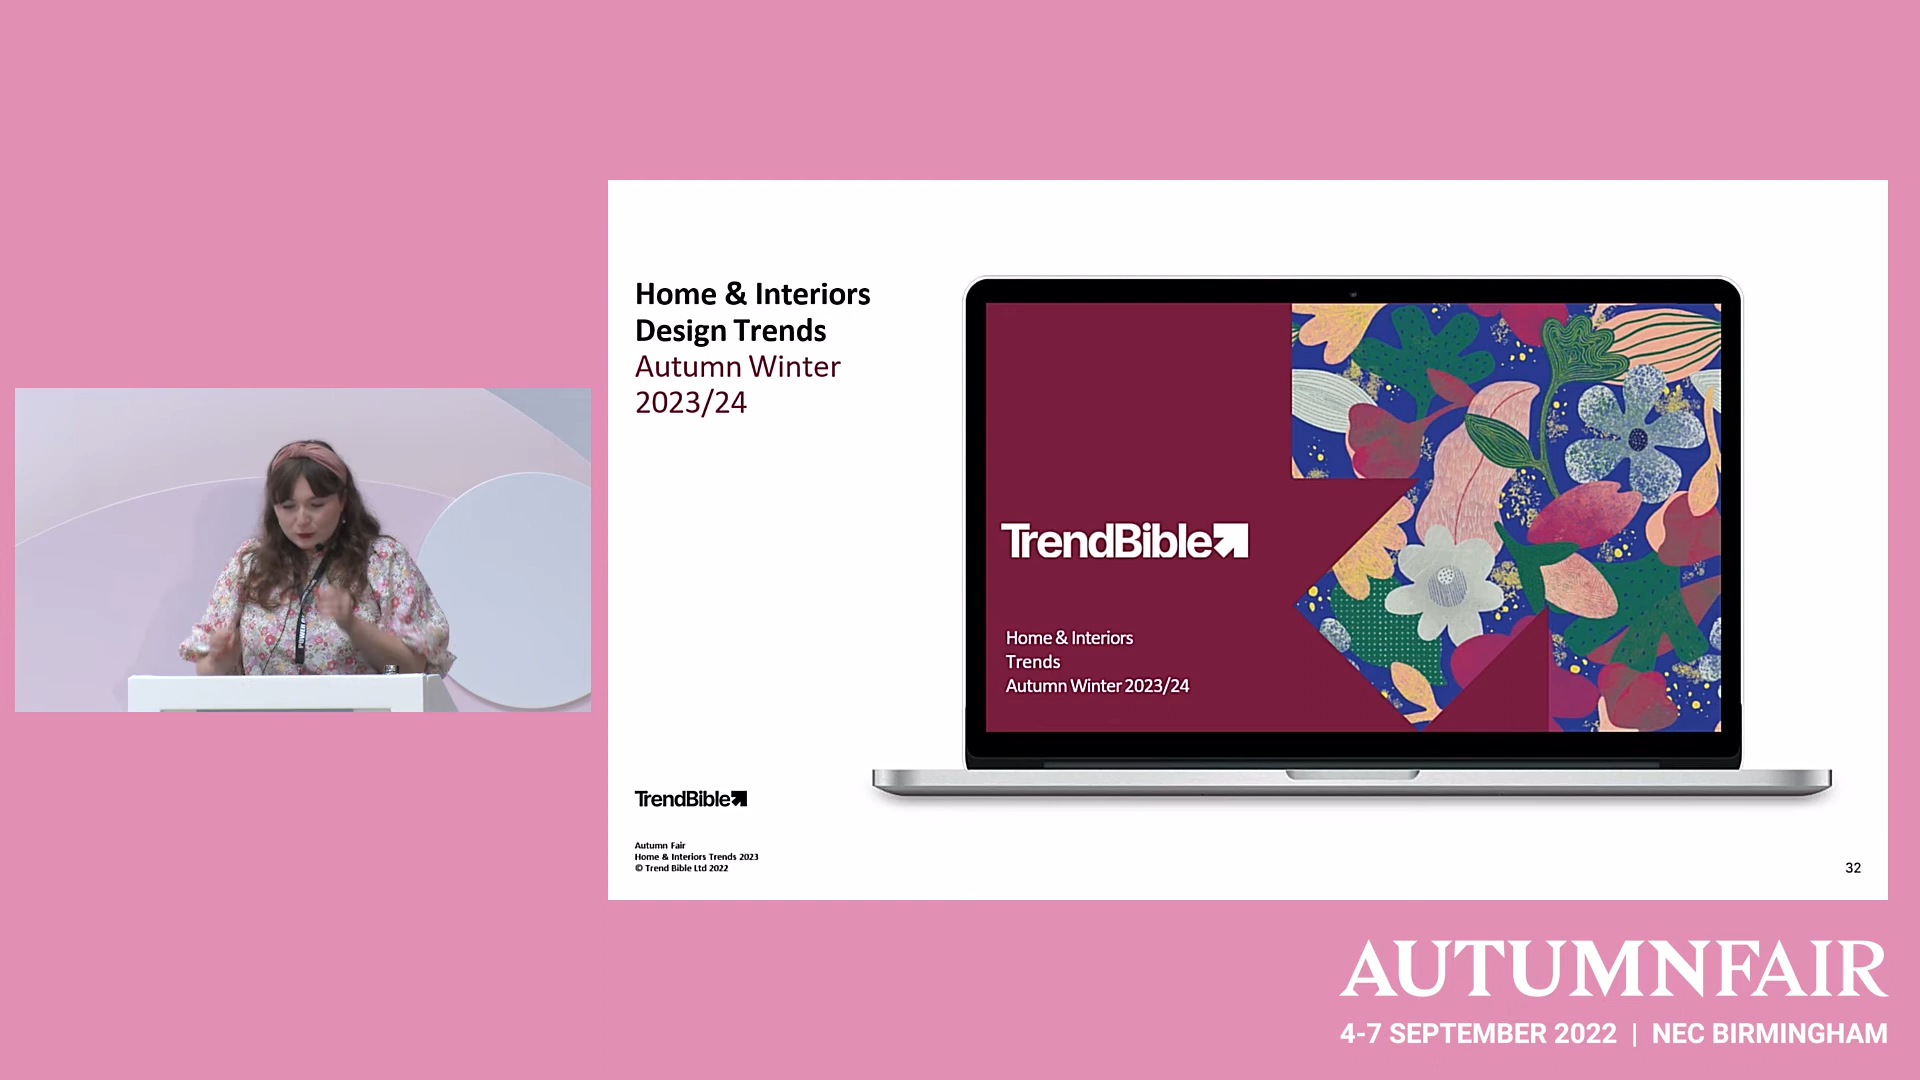 Home & Interiors
Design Trends
Autumn Winter
2023/24
TrendBible
Home & Interiors
Trends
Autumn Winter 2023/24
TrendBible
Autumn Fair
Home & Interiors Trends 2023
© Trend Bible Ltd 2022
32
AUTUMNFAIR
4-7 SEPTEMBER 2022 | NEC BIRMINGHAM